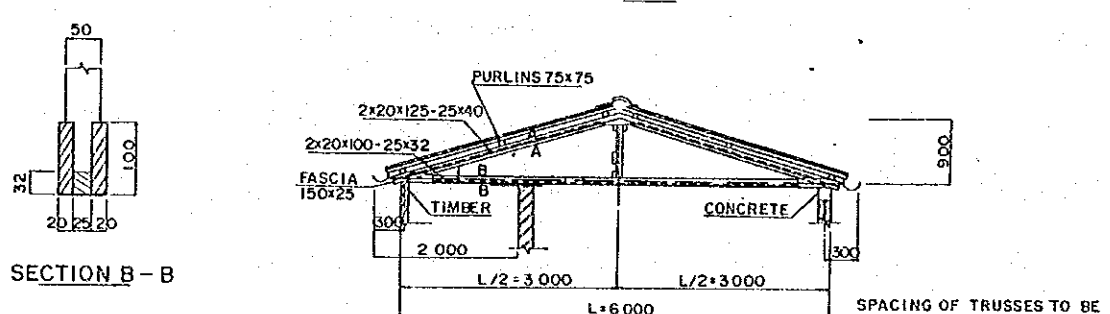 50
100
32
20 25 20
SECTION B-B
PURLINS 75x75
2x20x125-25x40
2x20x100-25x32
FASCIA
150x25
A
A
B
B
TIMBER
CONCRETE
900
300
300
2 000
L/2=3 000
L/2=3 000
L=6 000
SPACING OF TRUSSES TO BE